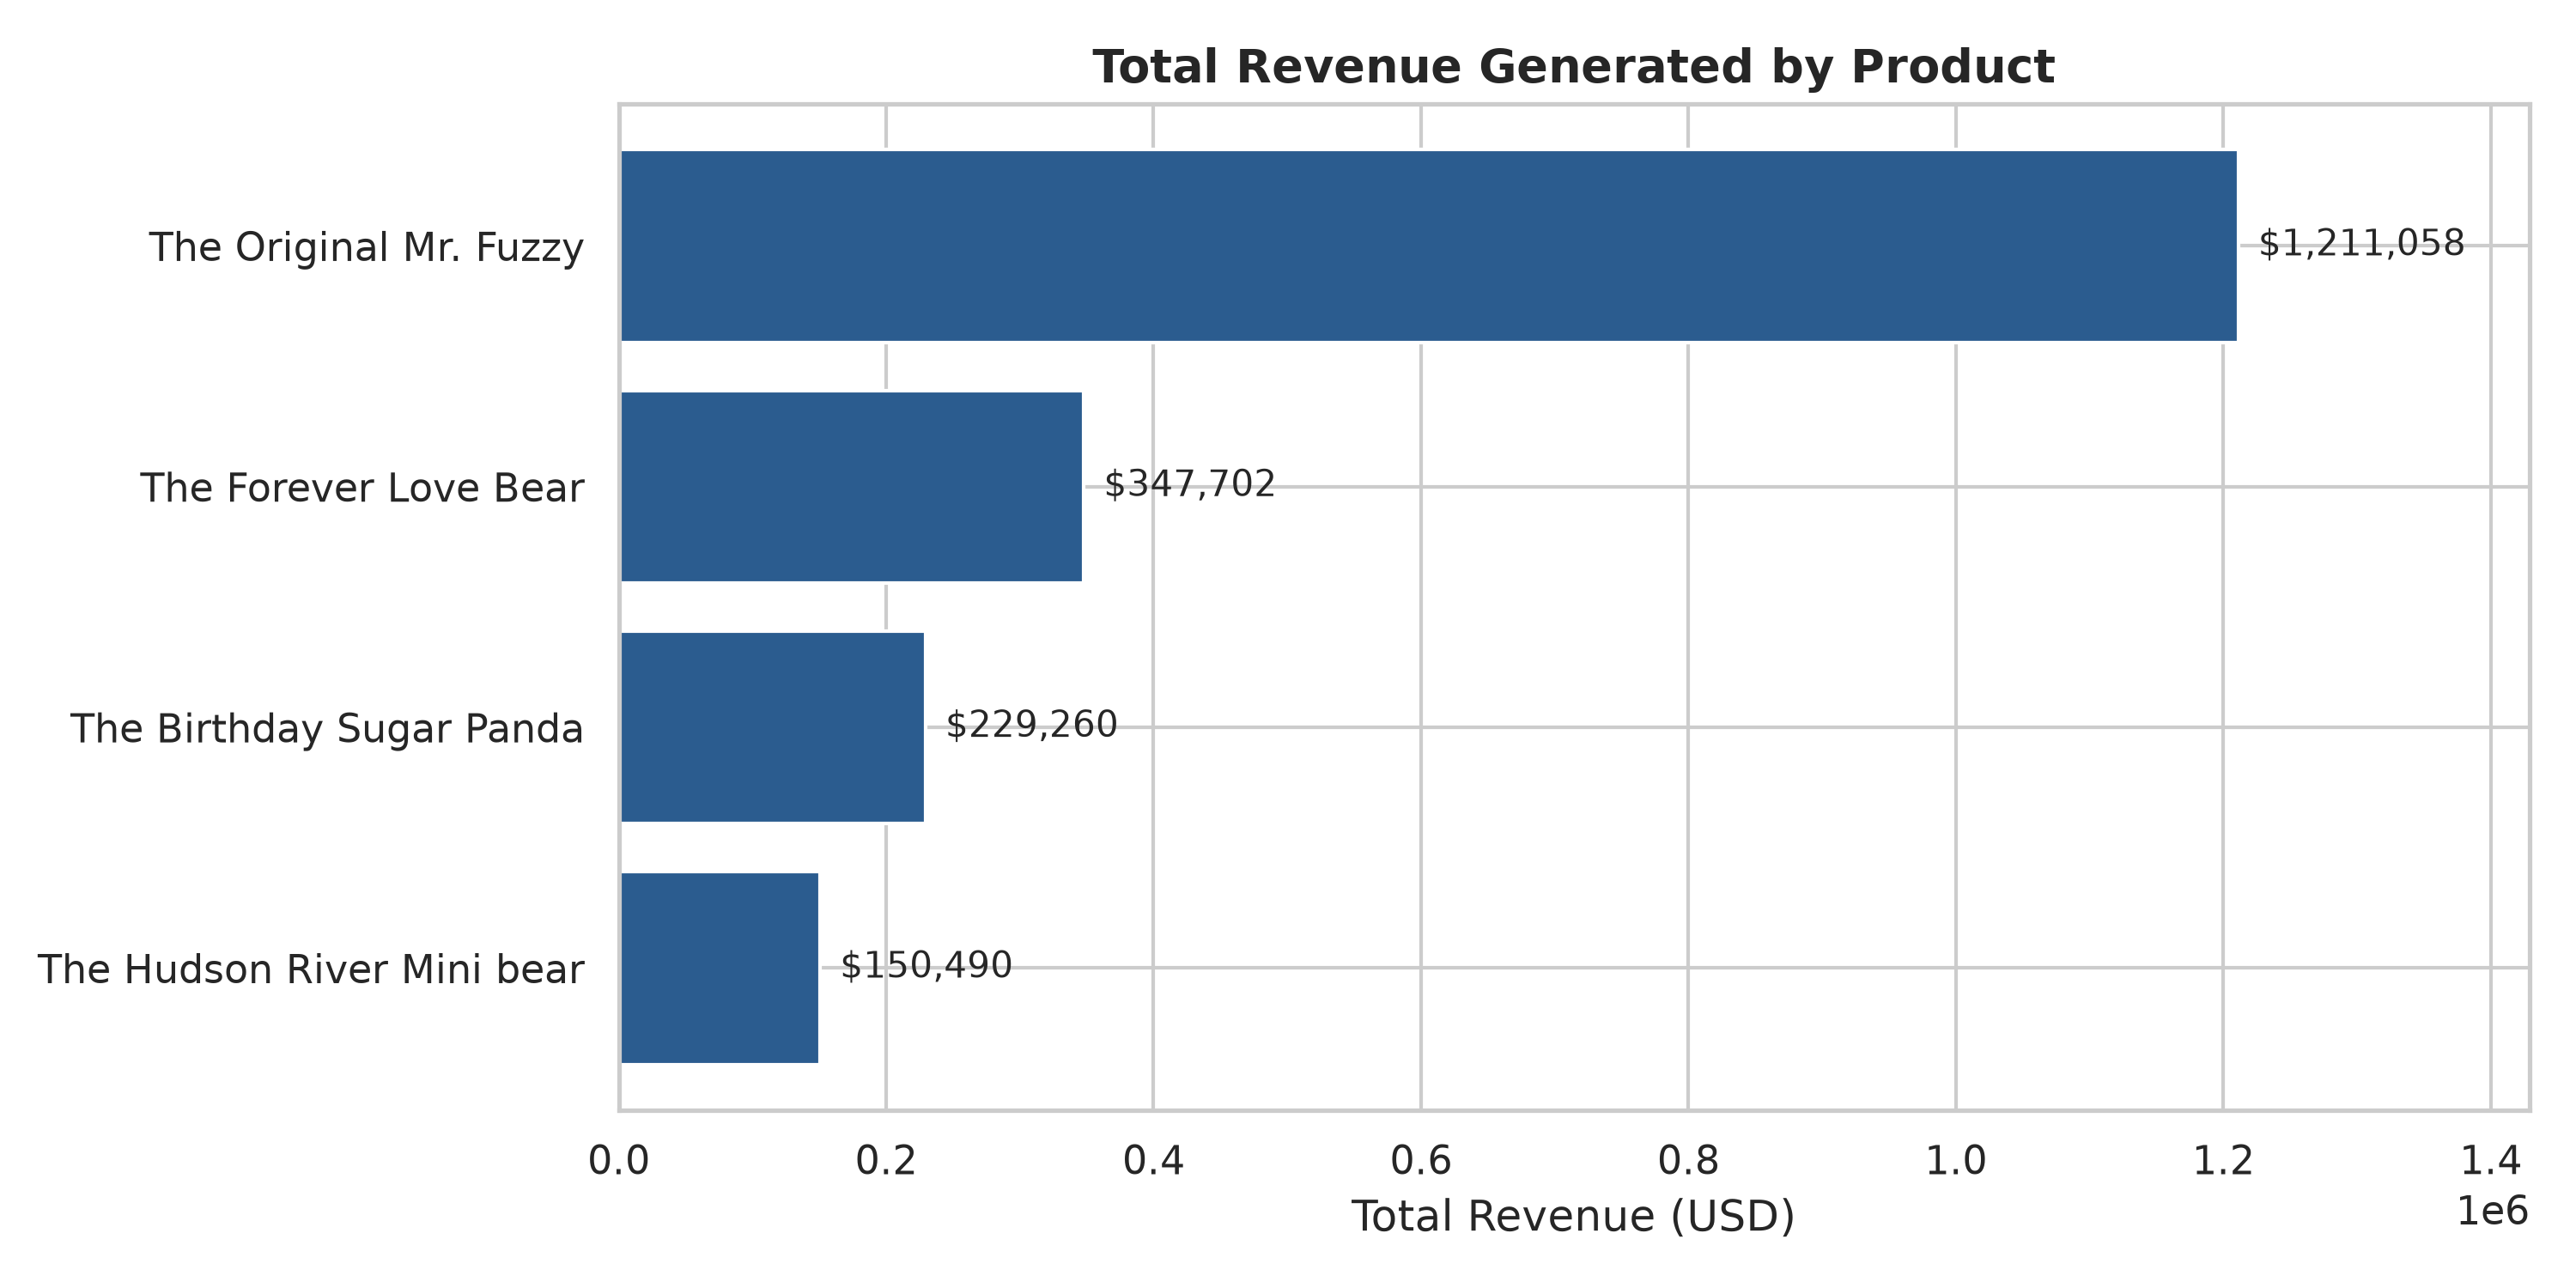 Total Revenue Generated by Product
The Original Mr. Fuzzy
$1,211,058
The Forever Love Bear
$347,702
The Birthday Sugar Panda
$229,260
The Hudson River Mini bear
$150,490
0.0 0.2 0.4 0.6 0.8 1.0 1.2 1.4
1e6
Total Revenue (USD)